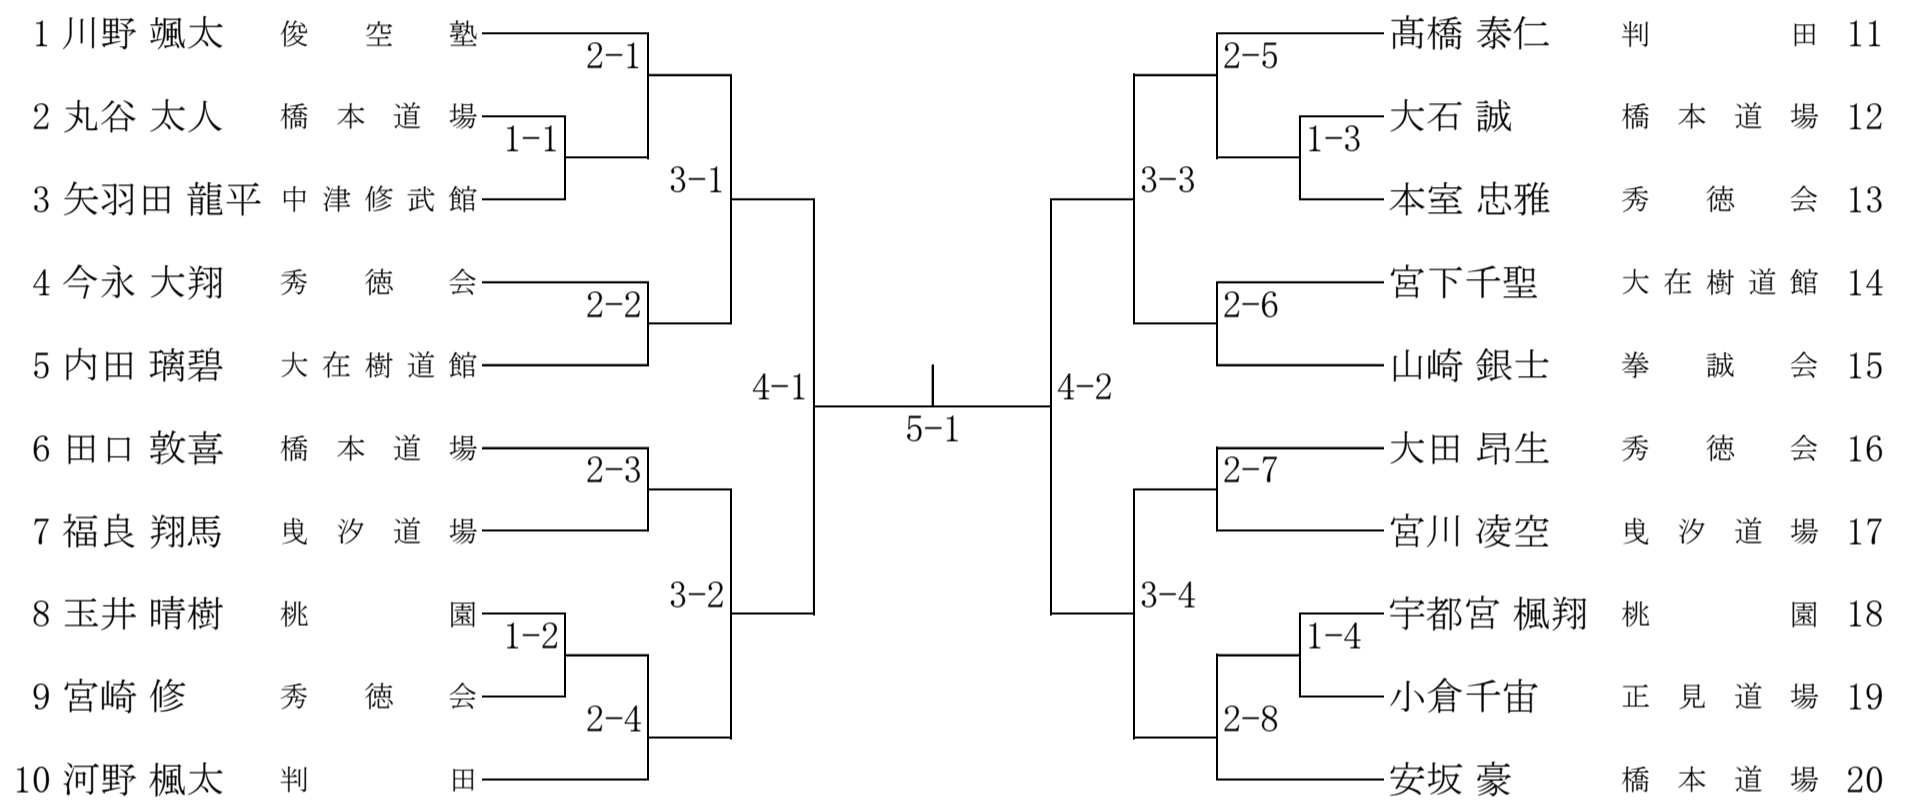 1 川野 颯太 俊空塾
2-1
2 丸谷 太人 橋本道場
1-1
3 矢羽田 龍平 中津修武館
3-1
4 今永 大翔 秀徳会
2-2
5 内田 璃碧 大在樹道館
4-1
6 田口 敦喜 橋本道場
2-3
7 福良 翔馬 曳汐道場
3-2
8 玉井 晴樹 桃園
1-2
9 宮崎 修 秀徳会
2-4
10 河野 楓太 判田
5-1
髙橋 泰仁 判田 11
2-5
大石 誠 橋本道場 12
1-3
本室 忠雅 秀徳会 13
3-3
宮下千聖 大在樹道館 14
2-6
山崎 銀士 拳誠会 15
4-2
大田 昂生 秀徳会 16
2-7
宮川 凌空 曳汐道場 17
3-4
宇都宮 楓翔 桃園 18
1-4
小倉千宙 正見道場 19
2-8
安坂 豪 橋本道場 20